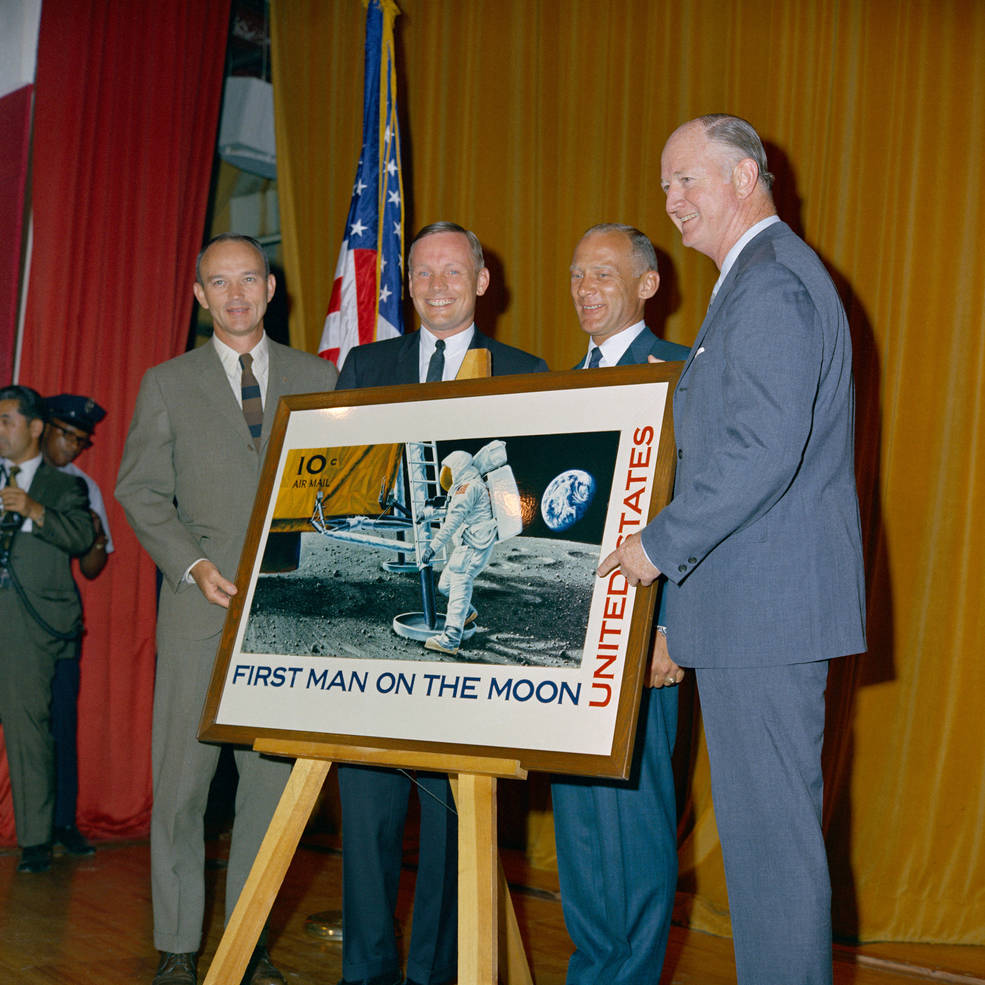 10c
AIR MAIL
UNITED STATES
FIRST MAN ON THE MOON